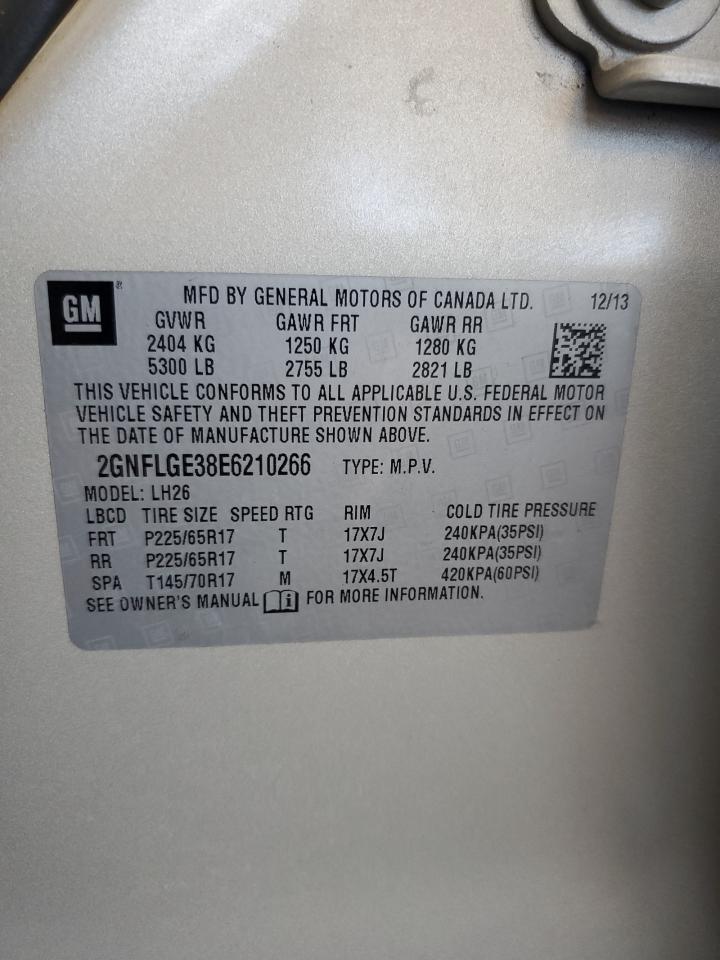 GM®
MFD BY GENERAL MOTORS OF CANADA LTD. 12/13
GVWR GAWR FRT GAWR RR
2404 KG 1250 KG 1280 KG
5300 LB 2755 LB 2821 LB
THIS VEHICLE CONFORMS TO ALL APPLICABLE U.S. FEDERAL MOTOR
VEHICLE SAFETY AND THEFT PREVENTION STANDARDS IN EFFECT ON
THE DATE OF MANUFACTURE SHOWN ABOVE.
2GNFLGE38E6210266 TYPE: M.P.V.
MODEL: LH26
LBCD TIRE SIZE SPEED RTG RIM COLD TIRE PRESSURE
FRT P225/65R17 T 17X7J 240KPA(35PSI)
RR P225/65R17 T 17X7J 240KPA(35PSI)
SPA T145/70R17 M 17X4.5T 420KPA(60PSI)
SEE OWNER'S MANUAL i FOR MORE INFORMATION.